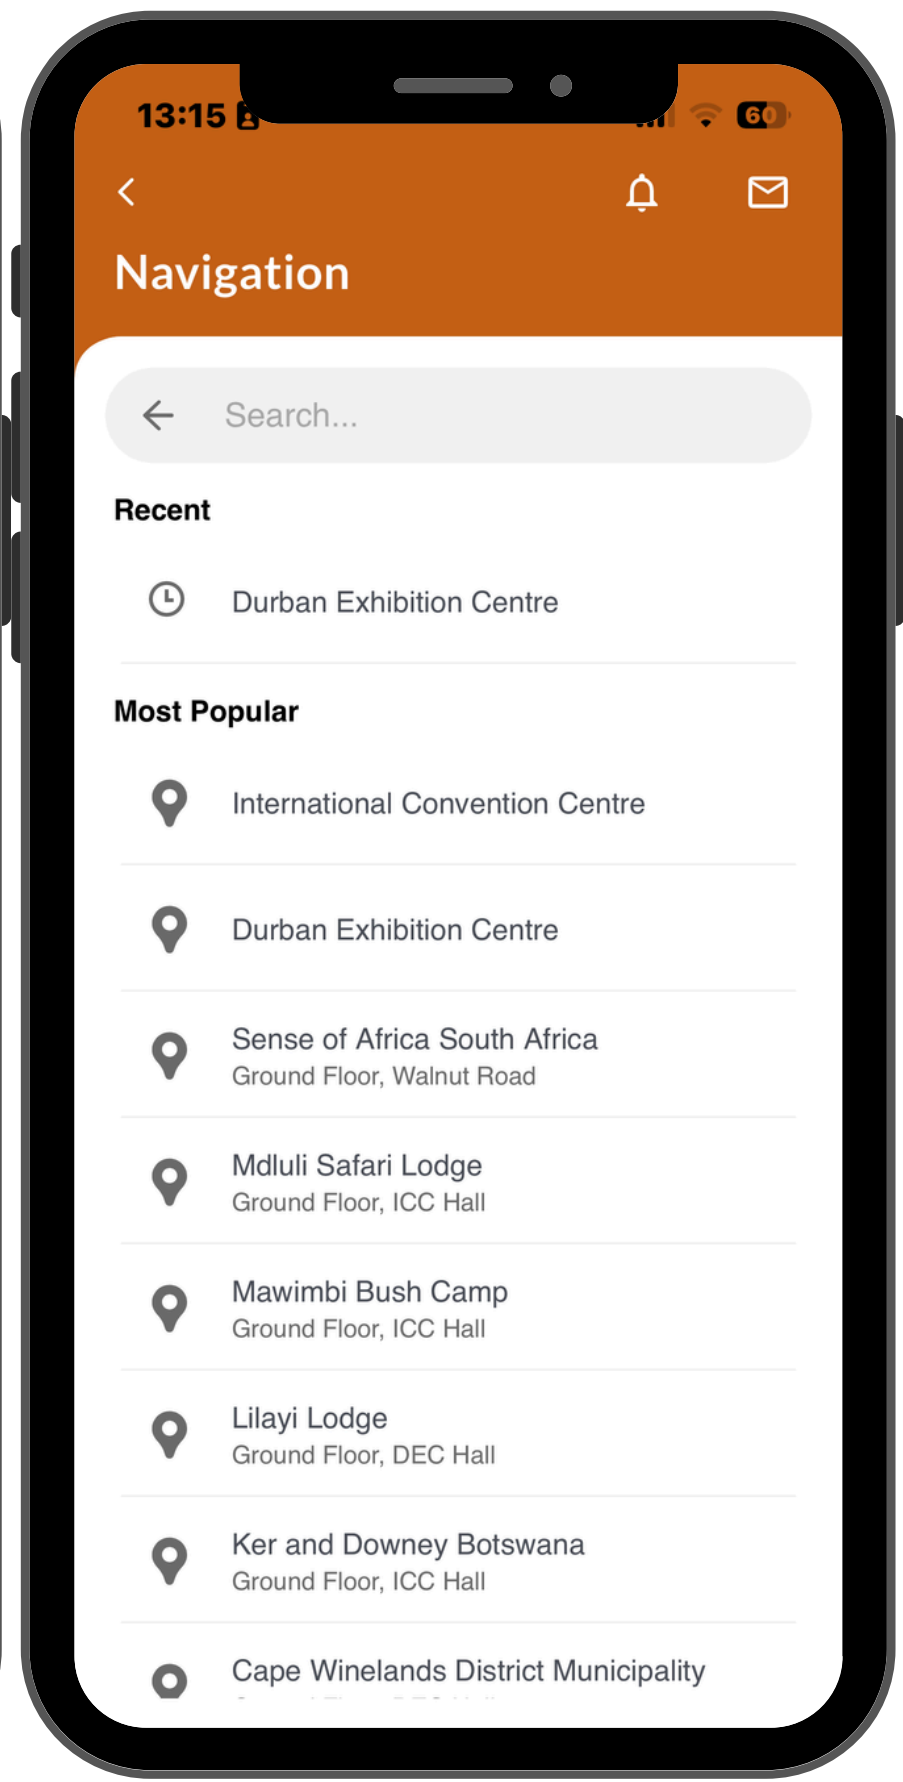 13:15
60
Navigation
Search...
Recent
Durban Exhibition Centre
Most Popular
International Convention Centre
Durban Exhibition Centre
Sense of Africa South Africa
Ground Floor, Walnut Road
Mdluli Safari Lodge
Ground Floor, ICC Hall
Mawimbi Bush Camp
Ground Floor, ICC Hall
Lilayi Lodge
Ground Floor, DEC Hall
Ker and Downey Botswana
Ground Floor, ICC Hall
Cape Winelands District Municipality